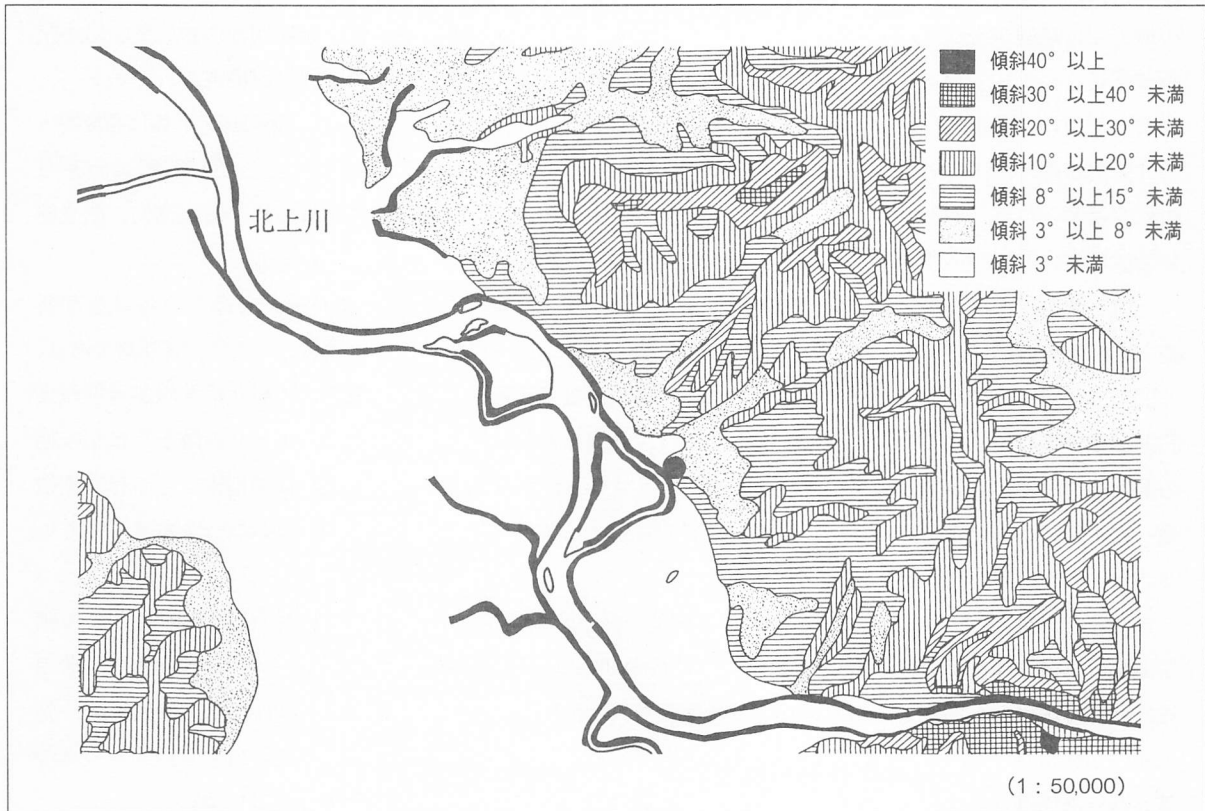 傾斜40° 以上
傾斜30° 以上40° 未満
傾斜20° 以上30° 未満
傾斜10° 以上20° 未満
傾斜 8° 以上15° 未満
傾斜 3° 以上 8° 未満
傾斜 3° 未満
北上川
(1 : 50,000)